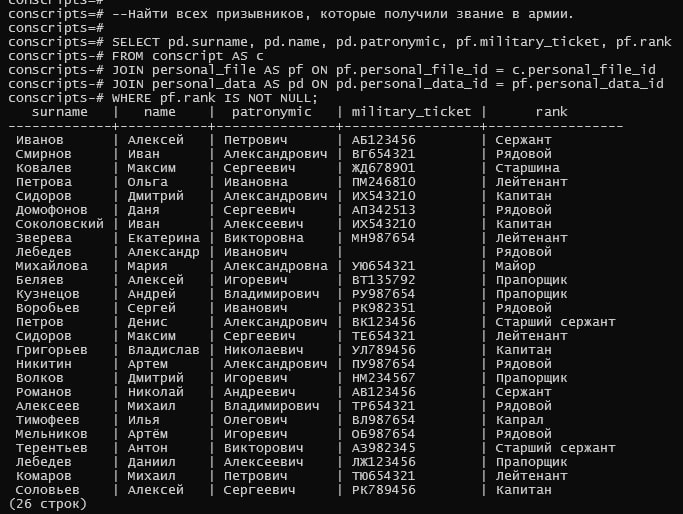 conscripts=#
conscripts=# --Найти всех призывников, которые получили звание в армии.
conscripts=#
conscripts=# SELECT pd.surname, pd.name, pd.patronymic, pf.military_ticket, pf.rank
conscripts-# FROM conscript AS c
conscripts-# JOIN personal_file AS pf ON pf.personal_file_id = c.personal_file_id
conscripts-# JOIN personal_data AS pd ON pd.personal_data_id = pf.personal_data_id
conscripts-# WHERE pf.rank IS NOT NULL;
surname | name | patronymic | military_ticket | rank
-------------+-----------+--------------+-----------------+-----------------
Иванов | Алексей | Петрович | АБ123456 | Сержант
Смирнов | Иван | Александрович | ВГ654321 | Рядовой
Ковалев | Максим | Сергеевич | ЖД678901 | Старшина
Петрова | Ольга | Ивановна | ПМ246810 | Лейтенант
Сидоров | Дмитрий | Александрович | ИХ543210 | Капитан
Домофонов | Даня | Сергеевич | АП342513 | Рядовой
Соколовский | Иван | Алексеевич | ИХ543210 | Капитан
Зверева | Екатерина | Викторовна | МН987654 | Лейтенант
Лебедев | Александр | Иванович | | Рядовой
Михайлова | Мария | Александровна | УЮ654321 | Майор
Беляев | Алексей | Игоревич | ВТ135792 | Прапорщик
Кузнецов | Андрей | Владимирович | РУ987654 | Прапорщик
Воробьев | Сергей | Иванович | РК982351 | Рядовой
Петров | Денис | Александрович | ВК123456 | Старший сержант
Сидоров | Максим | Сергеевич | ТЕ654321 | Лейтенант
Григорьев | Владислав | Николаевич | УЛ789456 | Капитан
Никитин | Артем | Александрович | ПУ987654 | Рядовой
Волков | Дмитрий | Игоревич | НМ234567 | Прапорщик
Романов | Николай | Андреевич | АВ123456 | Сержант
Алексеев | Михаил | Владимирович | ТР654321 | Рядовой
Тимофеев | Илья | Олегович | ВЛ987654 | Капрал
Мельников | Артём | Игоревич | ОБ987654 | Рядовой
Терентьев | Антон | Викторович | АЗ982345 | Старший сержант
Лебедев | Даниил | Алексеевич | ЛЖ123456 | Прапорщик
Комаров | Михаил | Петрович | ТЮ654321 | Лейтенант
Соловьев | Алексей | Сергеевич | РК789456 | Капитан
(26 строк)